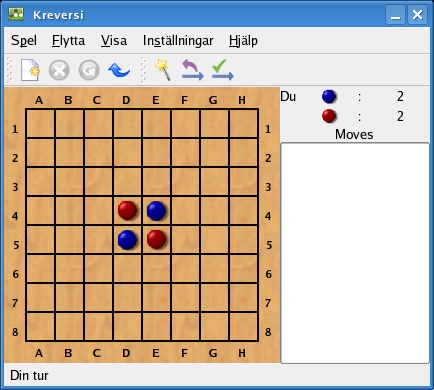 Kreversi
Spel Flytta Visa Inställningar Hjälp
A B C D E F G H
Du : 2
: 2
Moves
1 1
2 2
3 3
4 4
5 5
6 6
7 7
8 8
A B C D E F G H
Din tur